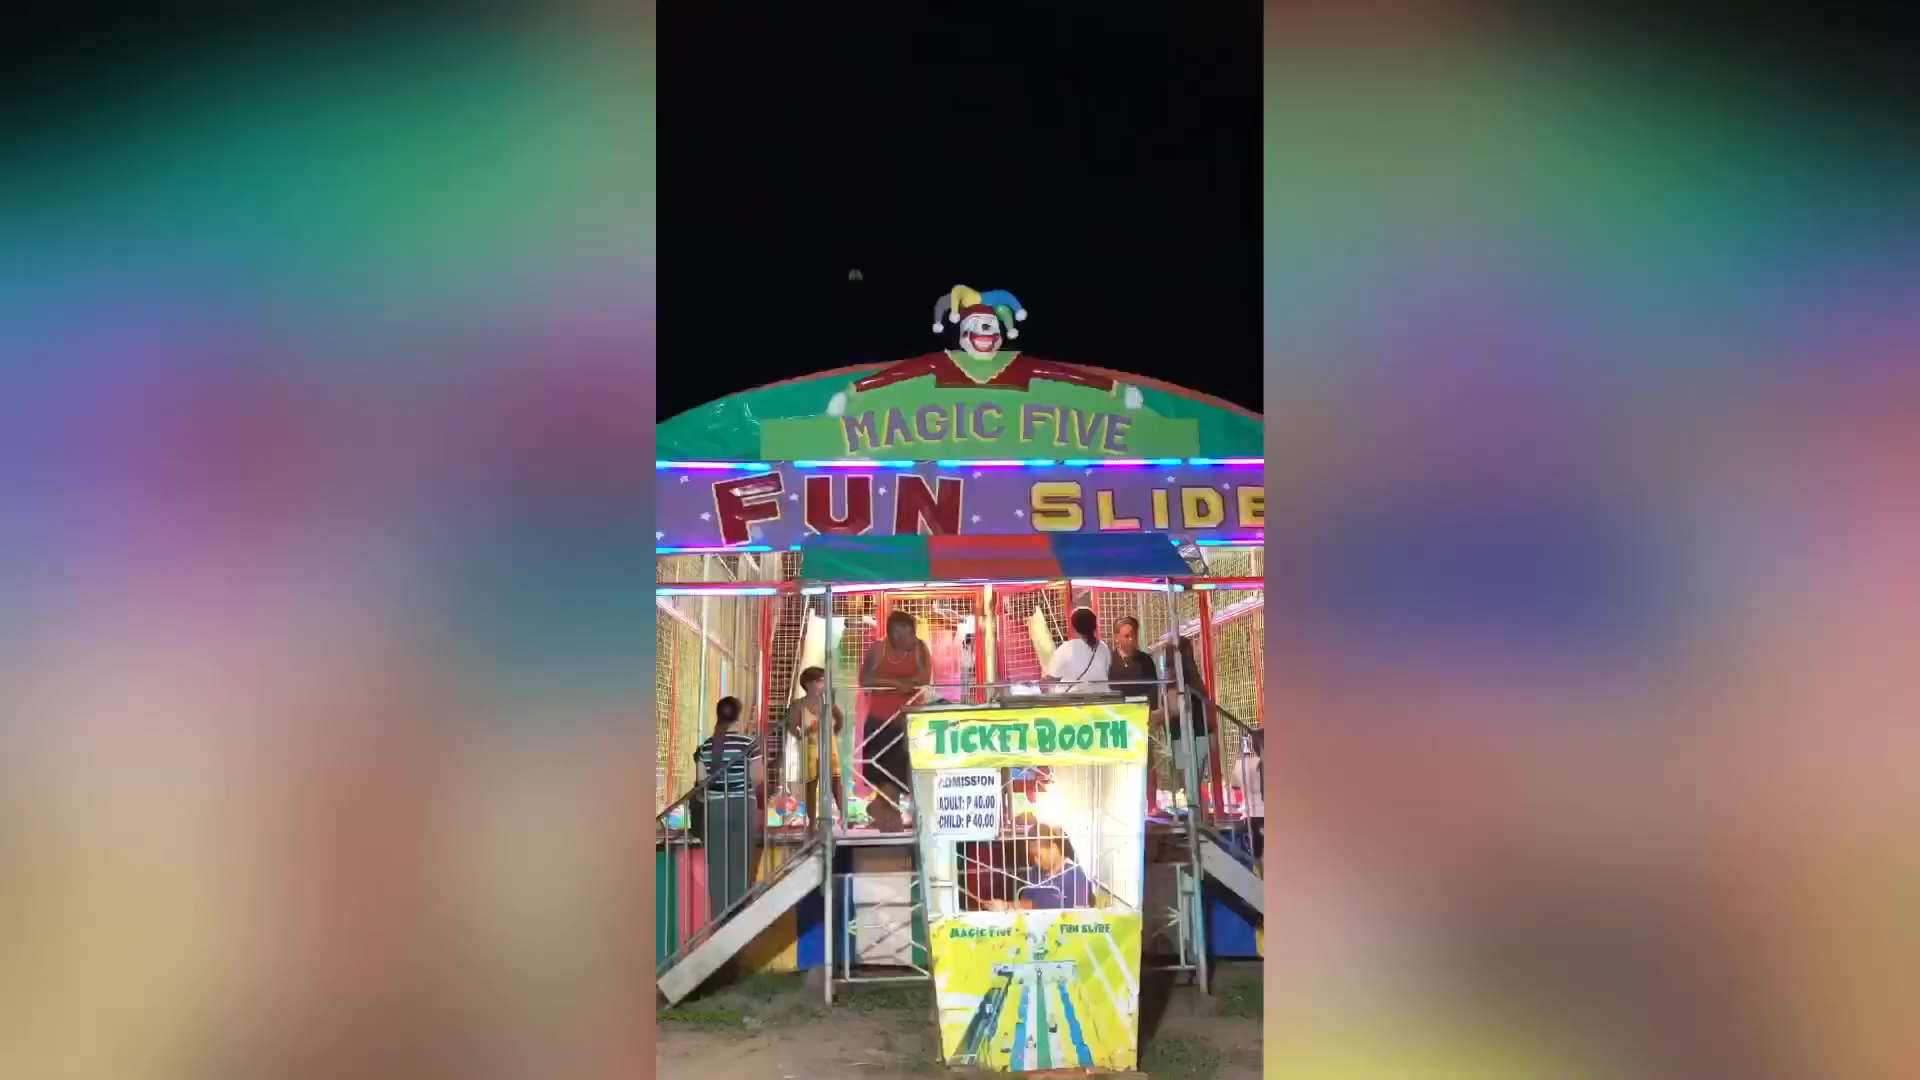 MAGIC FIVE
FUN SLIDE
TICKET BOOTH
ADMISSION
ADULT: P 40.00
CHILD: P 40.00
MAGIC FIVE FUN SLIDE